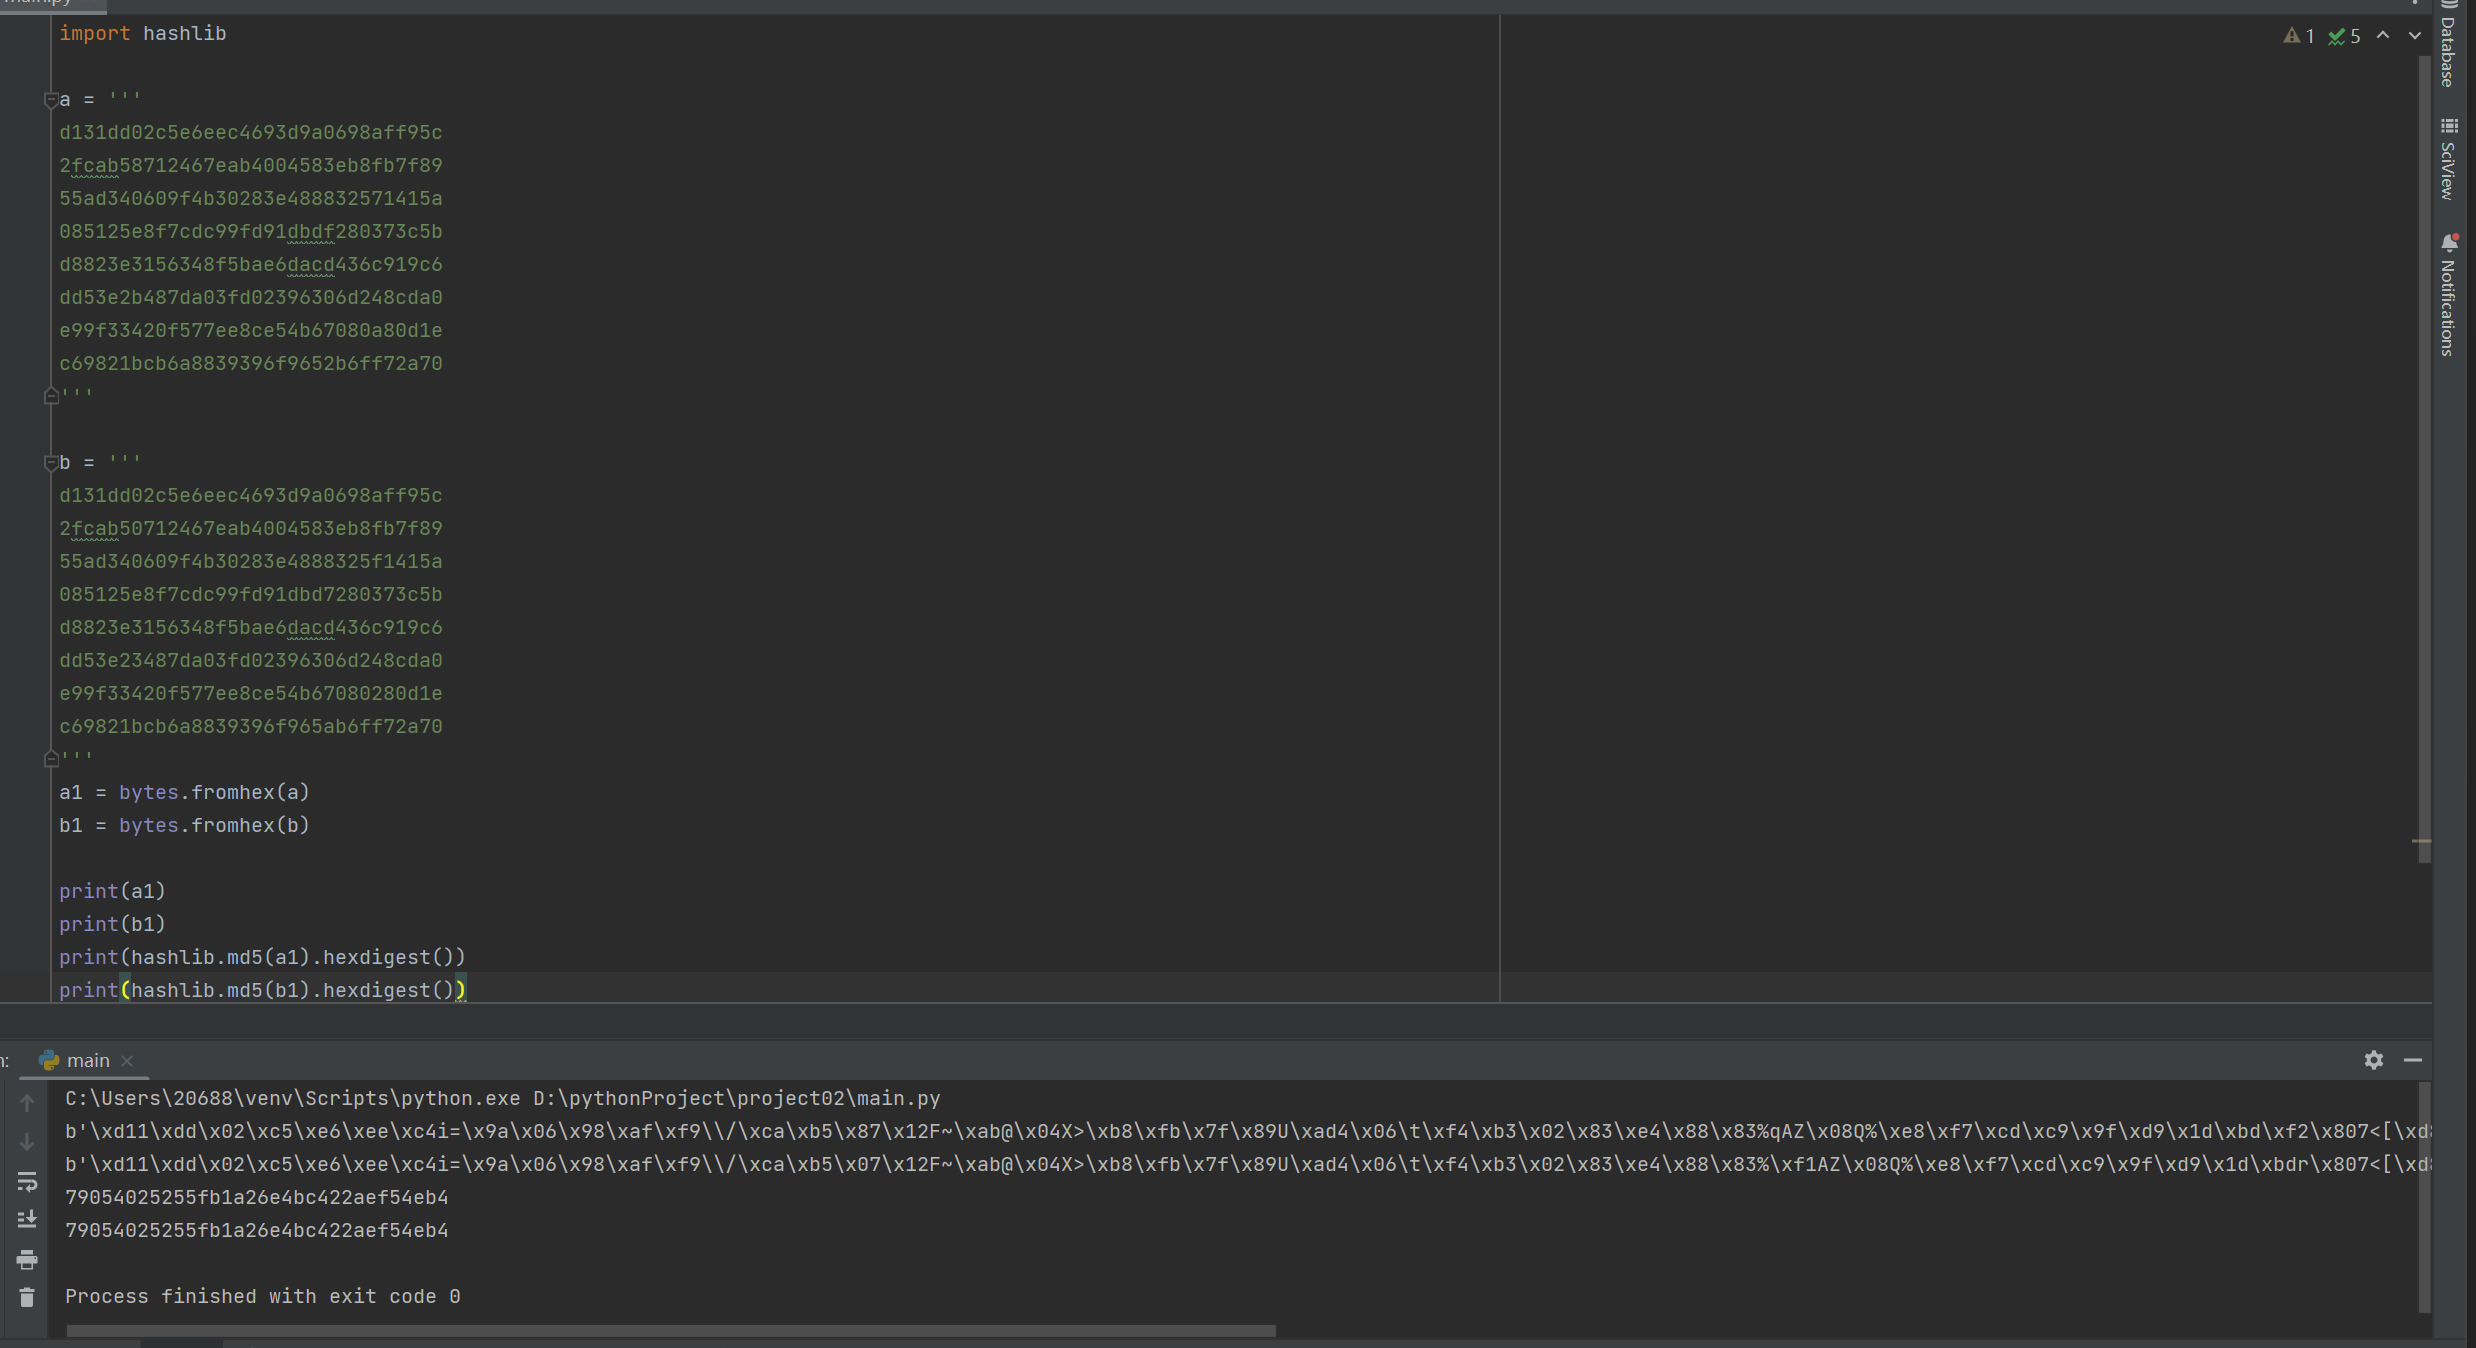 import hashlib
1 5
a = '''
d131dd02c5e6eec4693d9a0698aff95c
2fcab58712467eab4004583eb8fb7f89
55ad340609f4b30283e488832571415a
085125e8f7cdc99fd91dbdf280373c5b
d8823e3156348f5bae6dacd436c919c6
dd53e2b487da03fd02396306d248cda0
e99f33420f577ee8ce54b67080a80d1e
c69821bcb6a8839396f9652b6ff72a70
'''
b = '''
d131dd02c5e6eec4693d9a0698aff95c
2fcab50712467eab4004583eb8fb7f89
55ad340609f4b30283e4888325f1415a
085125e8f7cdc99fd91dbd7280373c5b
d8823e3156348f5bae6dacd436c919c6
dd53e23487da03fd02396306d248cda0
e99f33420f577ee8ce54b67080280d1e
c69821bcb6a8839396f965ab6ff72a70
'''
a1 = bytes.fromhex(a)
b1 = bytes.fromhex(b)
print(a1)
print(b1)
print(hashlib.md5(a1).hexdigest())
print(hashlib.md5(b1).hexdigest())
Database
SciView
Notifications
main
C:\Users\20688\venv\Scripts\python.exe D:\pythonProject\project02\main.py
b'\xd11\xdd\x02\xc5\xe6\xee\xc4i=\x9a\x06\x98\xaf\xf9\\/\xca\xb5\x87\x12F~\xab@\x04X>\xb8\xfb\x7f\x89U\xad4\x06\t\xf4\xb3\x02\x83\xe4\x88\x83%qAZ\x08Q%\xe8\xf7\xcd\xc9\x9f\xd9\x1d\xbd\xf2\x807<[\xd8
b'\xd11\xdd\x02\xc5\xe6\xee\xc4i=\x9a\x06\x98\xaf\xf9\\/\xca\xb5\x07\x12F~\xab@\x04X>\xb8\xfb\x7f\x89U\xad4\x06\t\xf4\xb3\x02\x83\xe4\x88\x83%\xf1AZ\x08Q%\xe8\xf7\xcd\xc9\x9f\xd9\x1d\xbdr\x807<[\xd8
79054025255fb1a26e4bc422aef54eb4
79054025255fb1a26e4bc422aef54eb4
Process finished with exit code 0